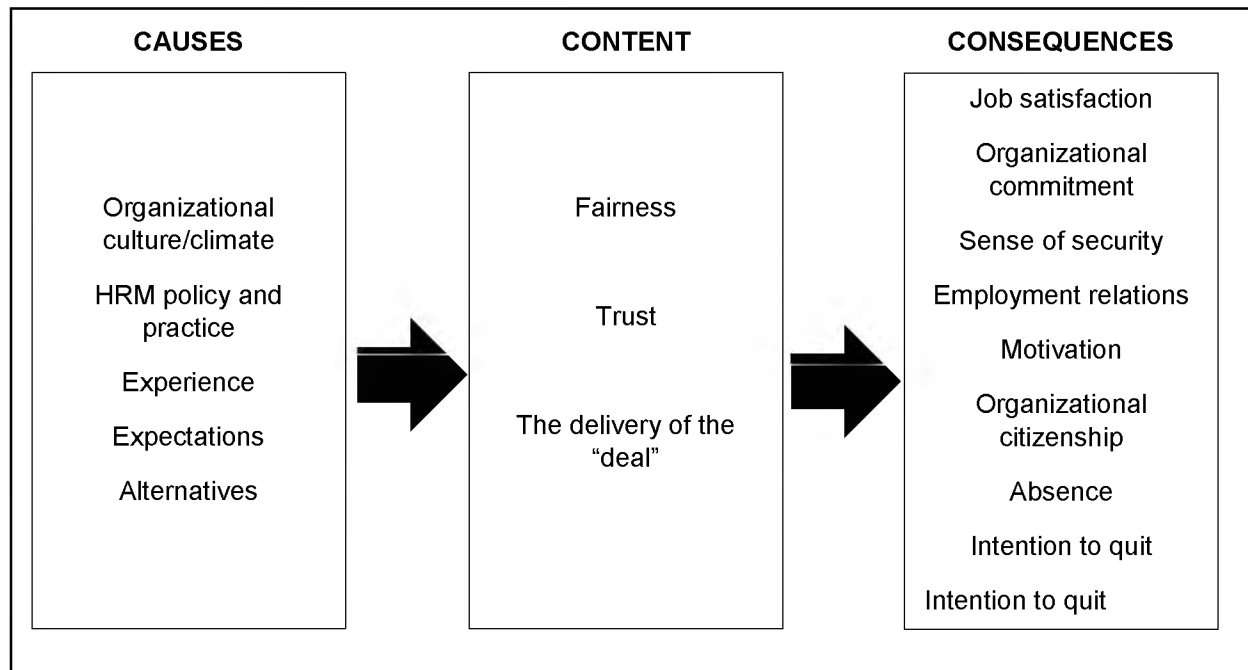 CAUSES
Organizational
culture/climate
HRM policy and
practice
Experience
Expectations
Alternatives
CONTENT
Fairness
Trust
The delivery of the
“deal”
CONSEQUENCES
Job satisfaction
Organizational
commitment
Sense of security
Employment relations
Motivation
Organizational
citizenship
Absence
Intention to quit
Intention to quit